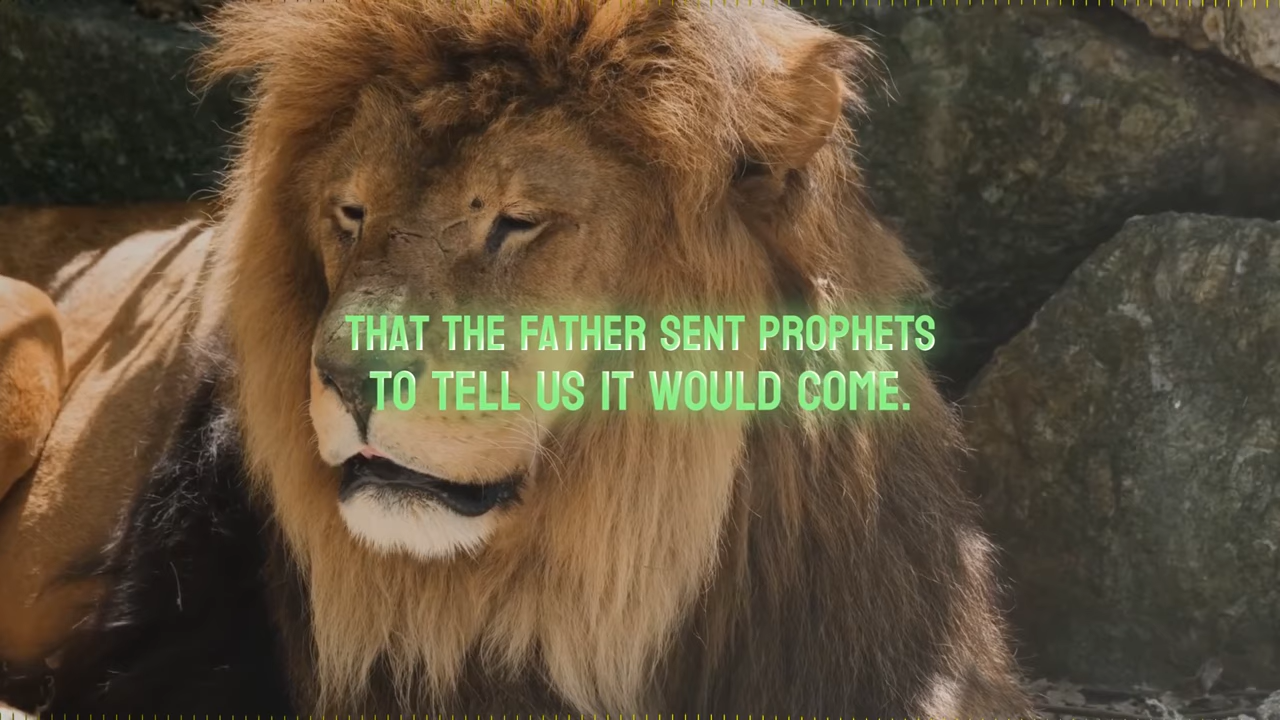 THAT THE FATHER SENT PROPHETS
TO TELL US IT WOULD COME.